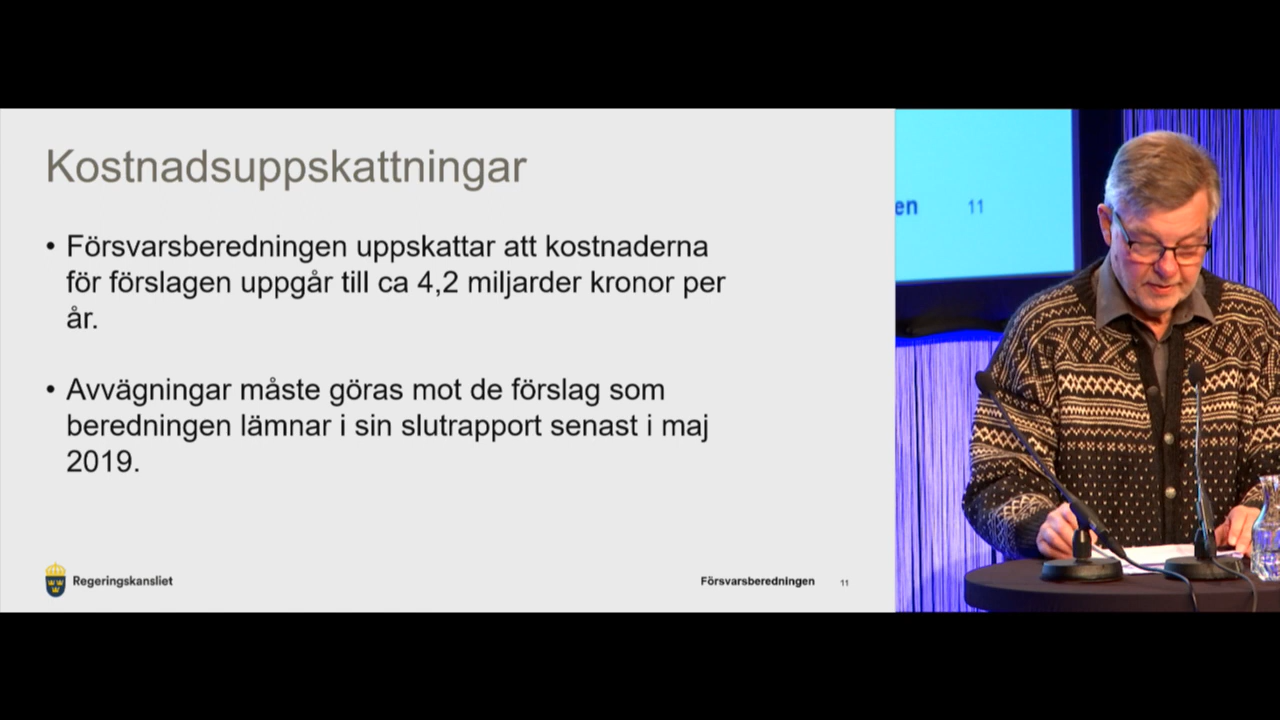 Kostnadsuppskattningar
• Försvarsberedningen uppskattar att kostnaderna
för förslagen uppgår till ca 4,2 miljarder kronor per
år.
• Avvägningar måste göras mot de förslag som
beredningen lämnar i sin slutrapport senast i maj
2019.
Regeringskansliet
Försvarsberedningen 11
en 11